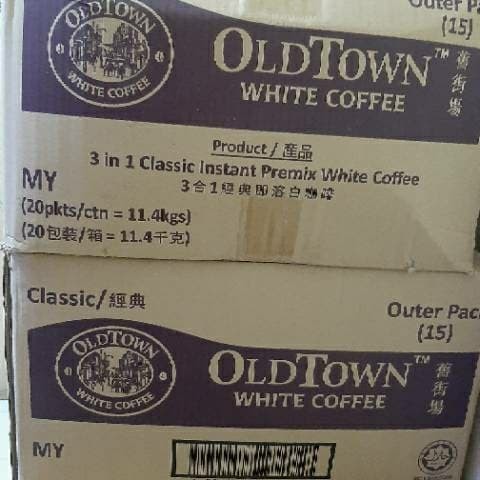 Outer Pa
(15)
OLDTOWN
WHITE COFFEE
OLDTOWN™
WHITE COFFEE
舊街場
Product / 產品
3 in 1 Classic Instant Premix White Coffee
3合1經典即溶白咖啡
MY
(20pkts/ctn = 11.4kgs)
(20包裝/箱 = 11.4千克)
Classic/經典
Outer Pac
(15)
OLDTOWN
WHITE COFFEE
OLDTOWN™
WHITE COFFEE
舊街場
MY